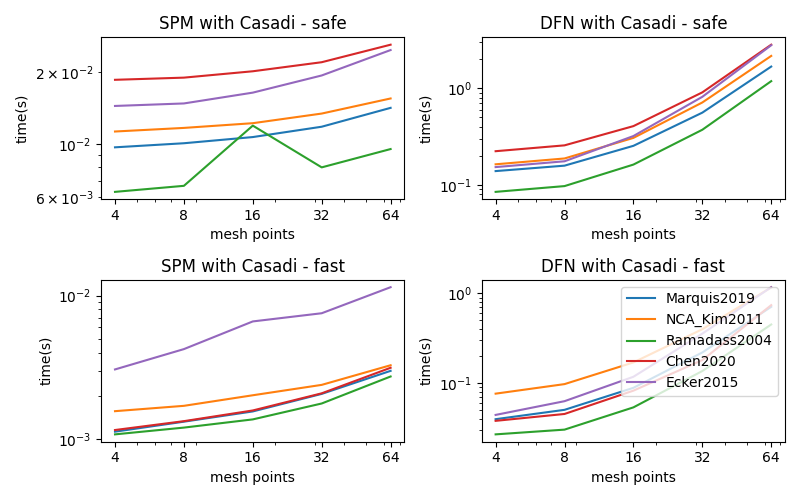 SPM with Casadi - safe
time(s)
2 × 10⁻²
10⁻²
6 × 10⁻³
4 8 16 32 64
mesh points
DFN with Casadi - safe
time(s)
10⁰
10⁻¹
4 8 16 32 64
mesh points
SPM with Casadi - fast
time(s)
10⁻²
10⁻³
4 8 16 32 64
mesh points
DFN with Casadi - fast
time(s)
10⁰
10⁻¹
Marquis2019
NCA_Kim2011
Ramadass2004
Chen2020
Ecker2015
4 8 16 32 64
mesh points